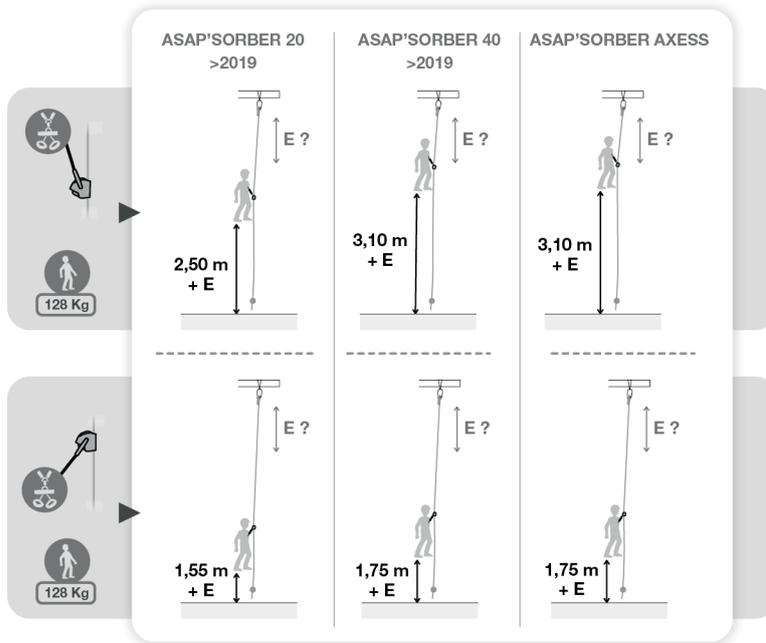 ASAP'SORBER 20
>2019
ASAP'SORBER 40
>2019
ASAP'SORBER AXESS
E ?
E ?
E ?
2,50 m
+ E
3,10 m
+ E
3,10 m
+ E
128 Kg
E ?
E ?
E ?
1,55 m
+ E
1,75 m
+ E
1,75 m
+ E
128 Kg